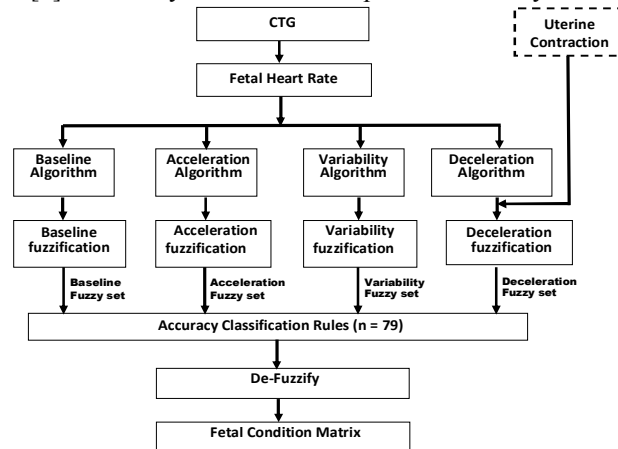 CTG
Uterine
Contraction
Fetal Heart Rate
Baseline
Algorithm
Acceleration
Algorithm
Variability
Algorithm
Deceleration
Algorithm
Baseline
fuzzification
Acceleration
fuzzification
Variability
fuzzification
Deceleration
fuzzification
Baseline
Fuzzy set
Acceleration
Fuzzy set
Variability
Fuzzy set
Deceleration
Fuzzy set
Accuracy Classification Rules (n = 79)
De-Fuzzify
Fetal Condition Matrix